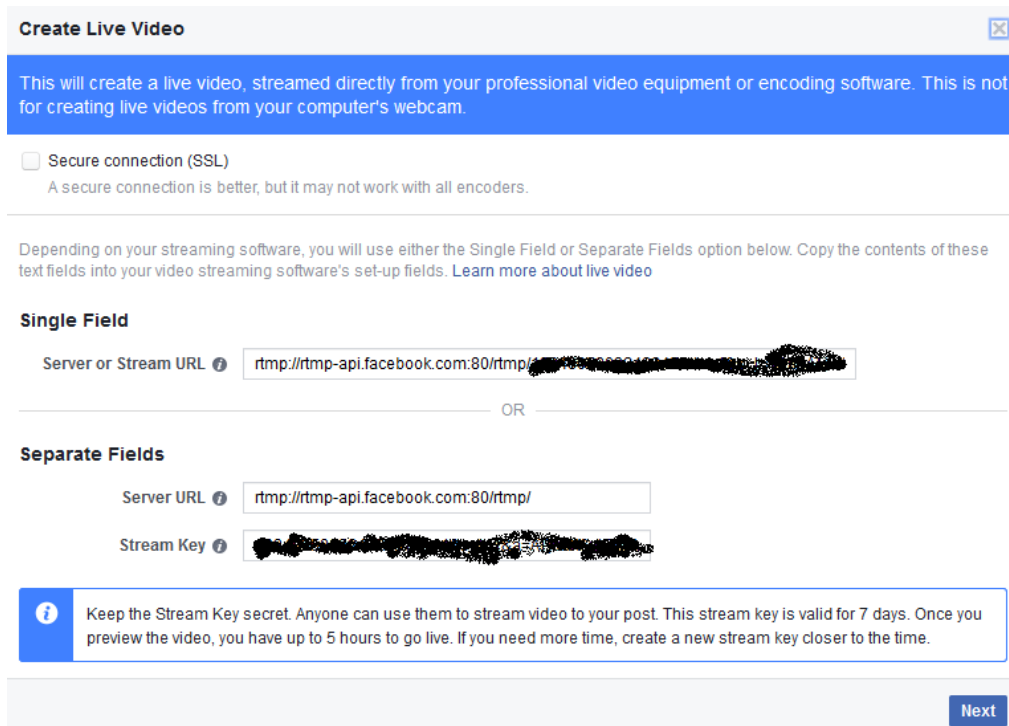 Create Live Video
This will create a live video, streamed directly from your professional video equipment or encoding software. This is not
for creating live videos from your computer's webcam.
Secure connection (SSL)
A secure connection is better, but it may not work with all encoders.
Depending on your streaming software, you will use either the Single Field or Separate Fields option below. Copy the contents of these
text fields into your video streaming software's set-up fields. Learn more about live video
Single Field
Server or Stream URL rtmp://rtmp-api.facebook.com:80/rtmp/
OR
Separate Fields
Server URL rtmp://rtmp-api.facebook.com:80/rtmp/
Stream Key
Keep the Stream Key secret. Anyone can use them to stream video to your post. This stream key is valid for 7 days. Once you
preview the video, you have up to 5 hours to go live. If you need more time, create a new stream key closer to the time.
Next